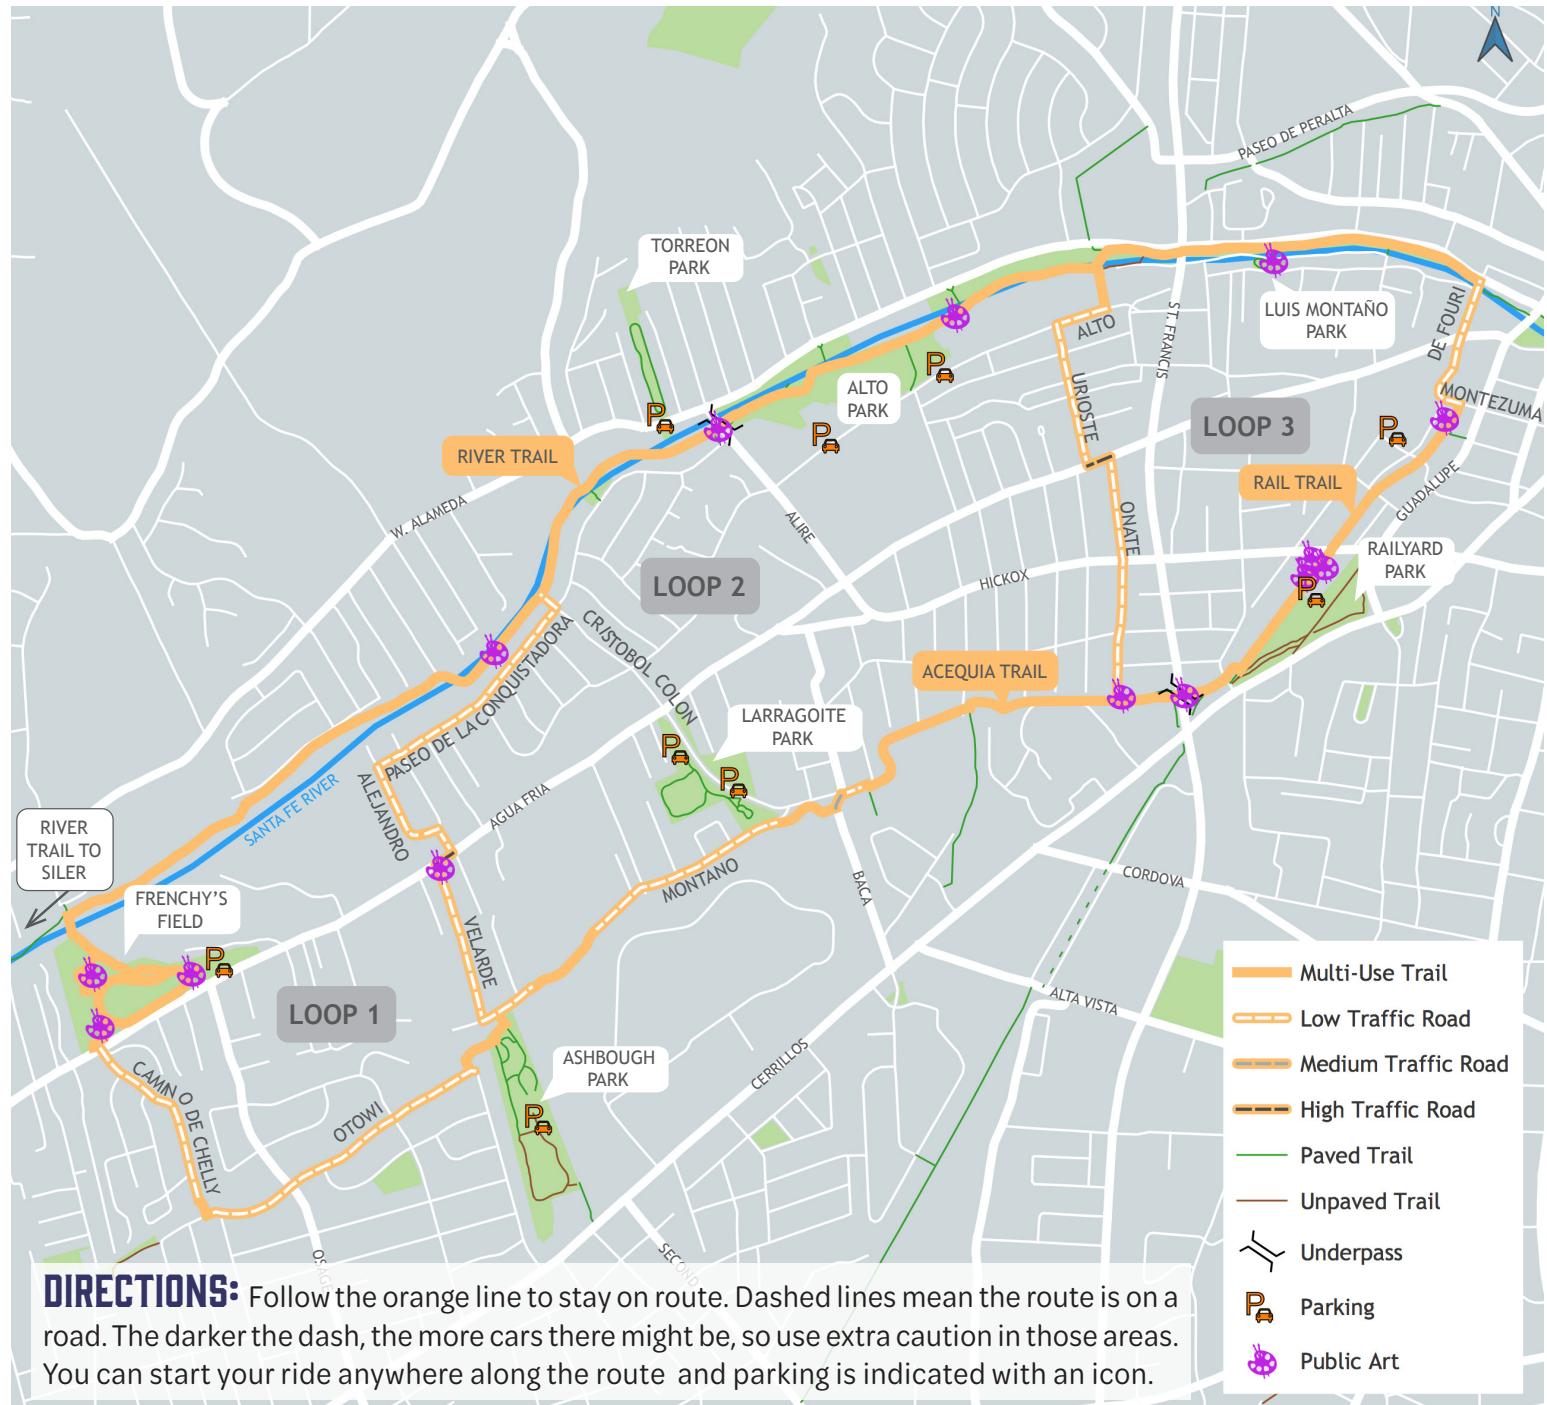 N
PASEO DE PERALTA
TORREON
PARK
LUIS MONTAÑO
PARK
ST. FRANCIS
DE FOURI
ALTO
URIOSTE
ALTO
PARK
MONTEZUMA
LOOP 3
RIVER TRAIL
RAIL TRAIL
GUADALUPE
W. ALAMEDA
ALIRE
ONATE
RAILYARD
PARK
LOOP 2
HICKOX
CRISTOBOL COLON
PASEO DE LA CONQUISTADORA
ACEQUIA TRAIL
LARRAGOITE
PARK
ALEJANDRO
AGUA FRIA
SANTA FE RIVER
RIVER
TRAIL TO
SILER
MONTANO
BACA
CORDOVA
FRENCHY'S
FIELD
VELARDE
LOOP 1
ALTA VISTA
ASHBOUGH
PARK
CERRILLOS
CAMIN O DE CHELLY
OTOWI
OSAGE
SECOND
P
P
P
P
P
P
P
P
P
P
Multi-Use Trail
Low Traffic Road
Medium Traffic Road
High Traffic Road
Paved Trail
Unpaved Trail
Underpass
P Parking
Public Art
DIRECTIONS: Follow the orange line to stay on route. Dashed lines mean the route is on a
road. The darker the dash, the more cars there might be, so use extra caution in those areas.
You can start your ride anywhere along the route and parking is indicated with an icon.